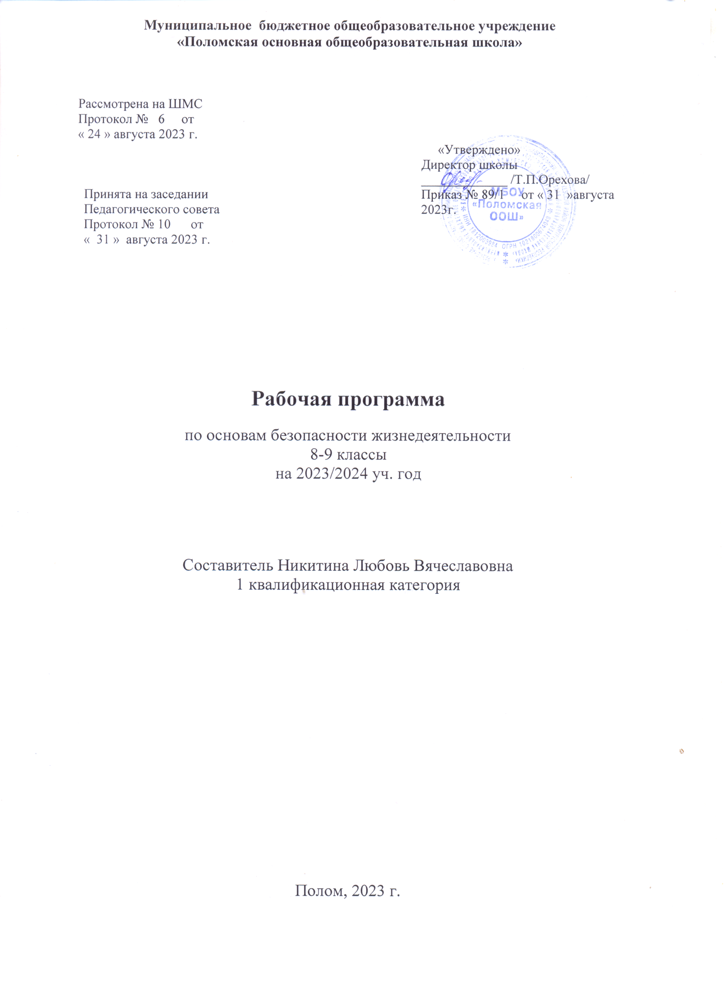 Муниципальное бюджетное общеобразовательное учреждение
«Поломская основная общеобразовательная школа»
Рассмотрена на ШМС
Протокол № 6 от
« 24 » августа 2023 г.
Принята на заседании
Педагогического совета
Протокол № 10 от
« 31 » августа 2023 г.
«Утверждено»
Директор школы
_____________ /Т.П.Орехова/
Приказ № 89/1 от « 31 »августа
2023г.
МБОУ
«Поломская
ООШ»
ИНН 1812003924 ОГРН 1021800674048
Рабочая программа
по основам безопасности жизнедеятельности
8-9 классы
на 2023/2024 уч. год
Составитель Никитина Любовь Вячеславовна
1 квалификационная категория
Полом, 2023 г.